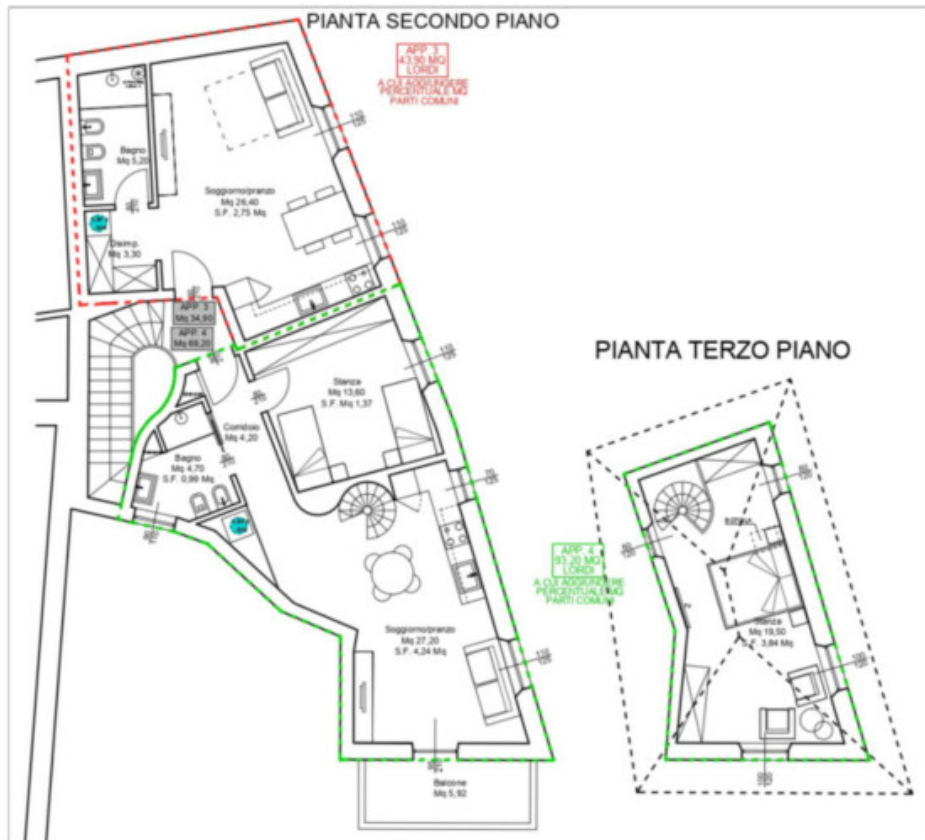 PIANTA SECONDO PIANO
APP. 3
43,90 MQ
LORDI
A CUI AGGIUNGERE
PERCENTUALE MQ
PARTI COMUNI
Bagno
Mq 5,20
Soggiorno/pranzo
Mq 26,40
S.F. 2,75 Mq
Disimp.
Mq 3,30
APP. 3
Mq 34,90
APP. 4
Mq 69,20
PIANTA TERZO PIANO
Stanza
Mq 13,60
S.F. Mq 1,37
Corridoio
Mq 4,20
Bagno
Mq 4,70
S.F. 0,99 Mq
APP. 4
93,20 MQ
LORDI
A CUI AGGIUNGERE
PERCENTUALE MQ
PARTI COMUNI
Soggiorno/pranzo
Mq 27,20
S.F. 4,24 Mq
Stanza
Mq 19,50
S.F. 3,84 Mq
Balcone
Mq 5,92